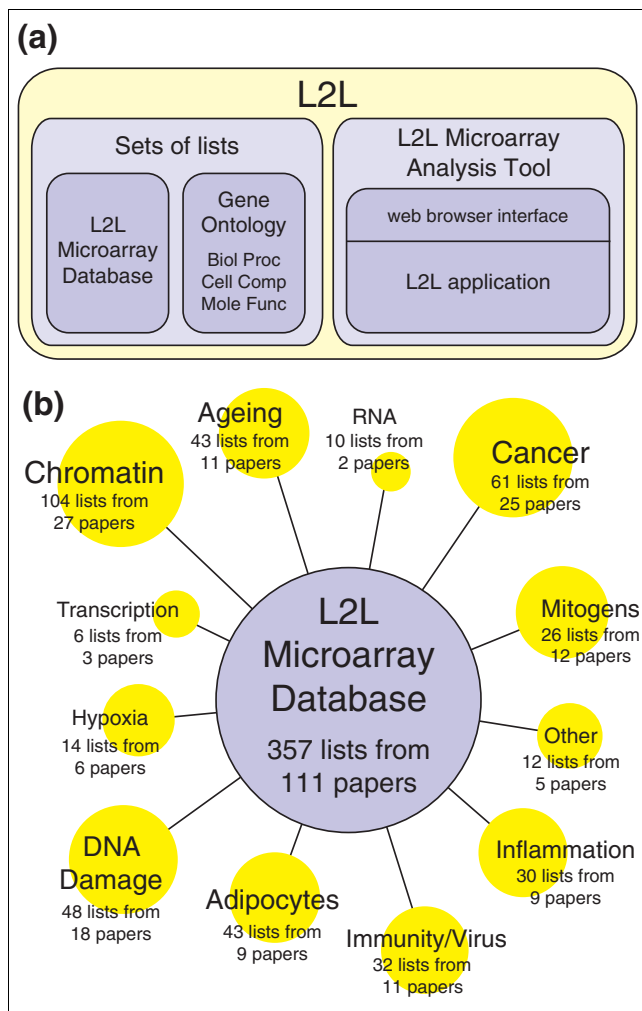 (a)
L2L
Sets of lists
L2L
Microarray
Database
Gene
Ontology
Biol Proc
Cell Comp
Mole Func
L2L Microarray
Analysis Tool
web browser interface
L2L application
(b)
Ageing
43 lists from
11 papers
RNA
10 lists from
2 papers
Cancer
61 lists from
25 papers
Chromatin
104 lists from
27 papers
Transcription
6 lists from
3 papers
L2L
Microarray
Database
357 lists from
111 papers
Mitogens
26 lists from
12 papers
Hypoxia
14 lists from
6 papers
Other
12 lists from
5 papers
DNA
Damage
48 lists from
18 papers
Adipocytes
43 lists from
9 papers
Immunity/Virus
32 lists from
11 papers
Inflammation
30 lists from
9 papers